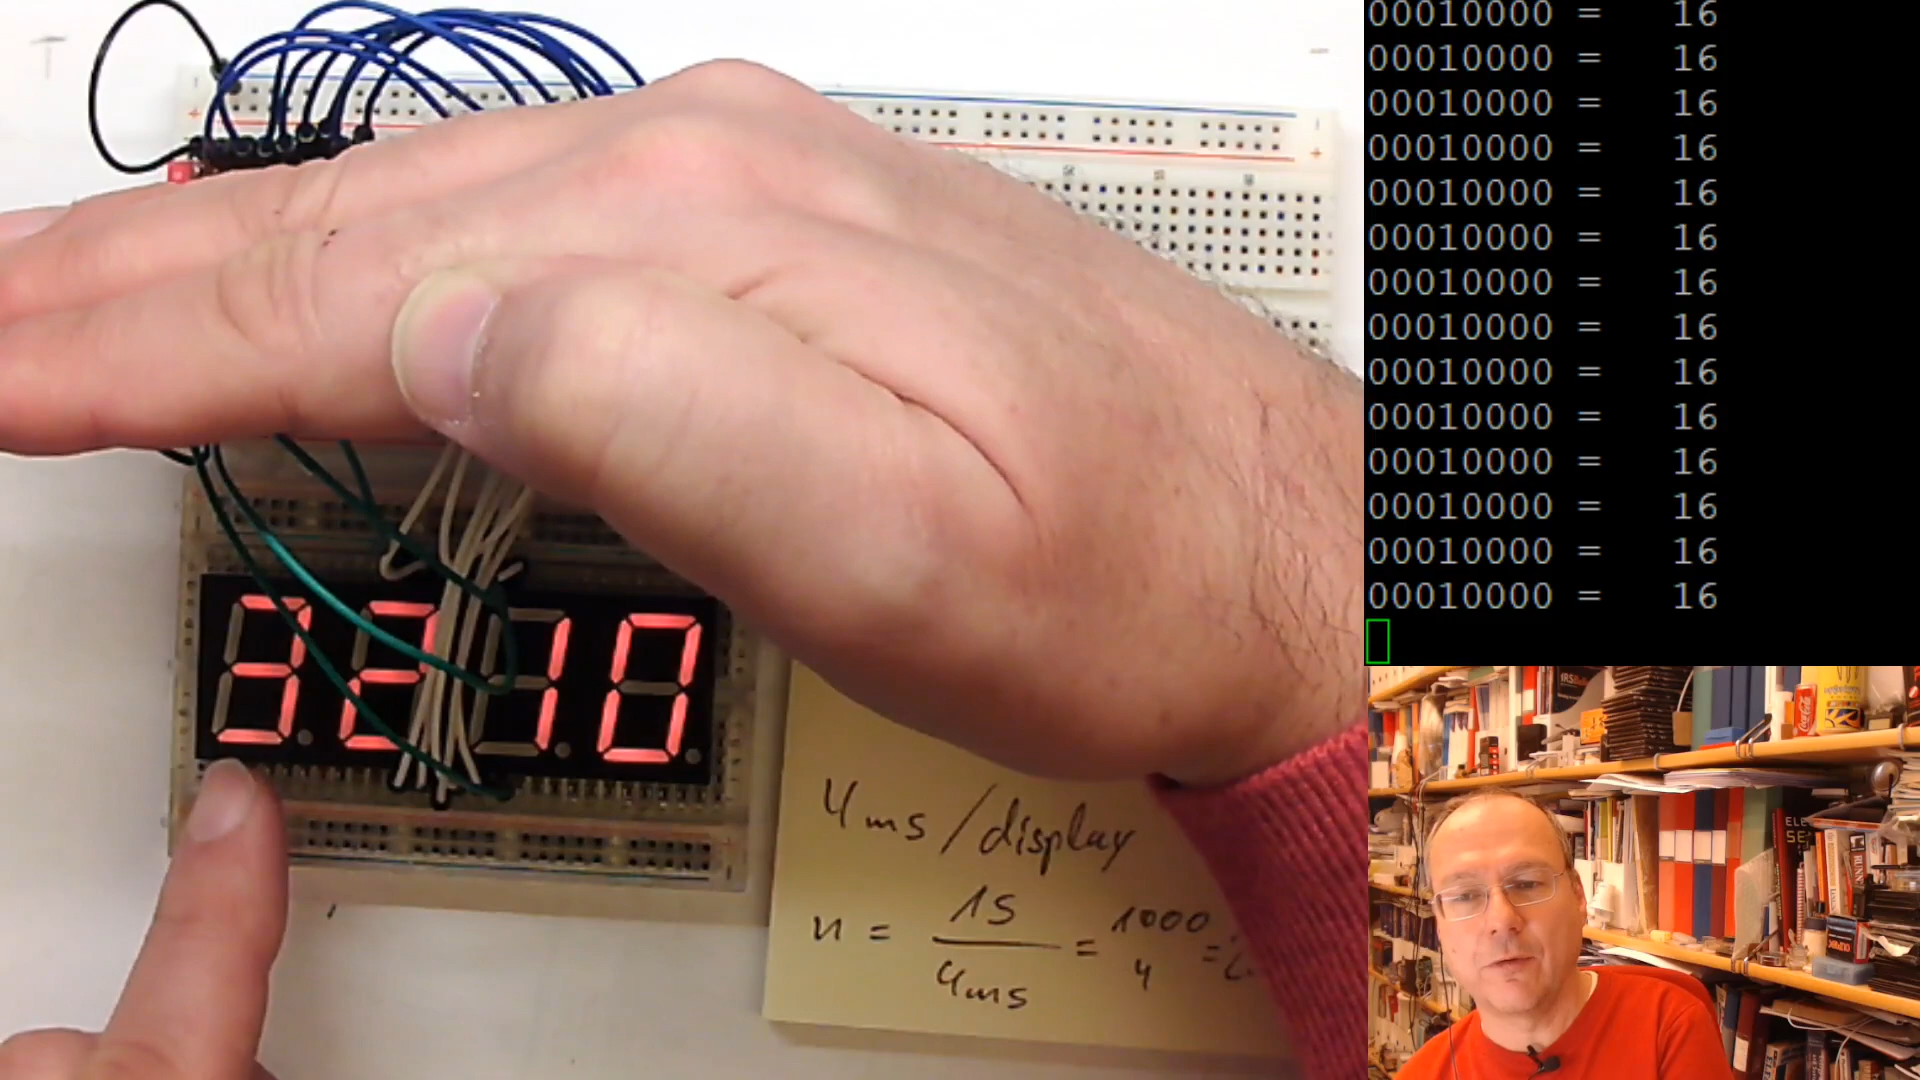 3210
4ms/display
n = 1s/4ms = 1000/4 =
00010000 = 16
00010000 = 16
00010000 = 16
00010000 = 16
00010000 = 16
00010000 = 16
00010000 = 16
00010000 = 16
00010000 = 16
00010000 = 16
00010000 = 16
00010000 = 16
00010000 = 16
00010000 = 16